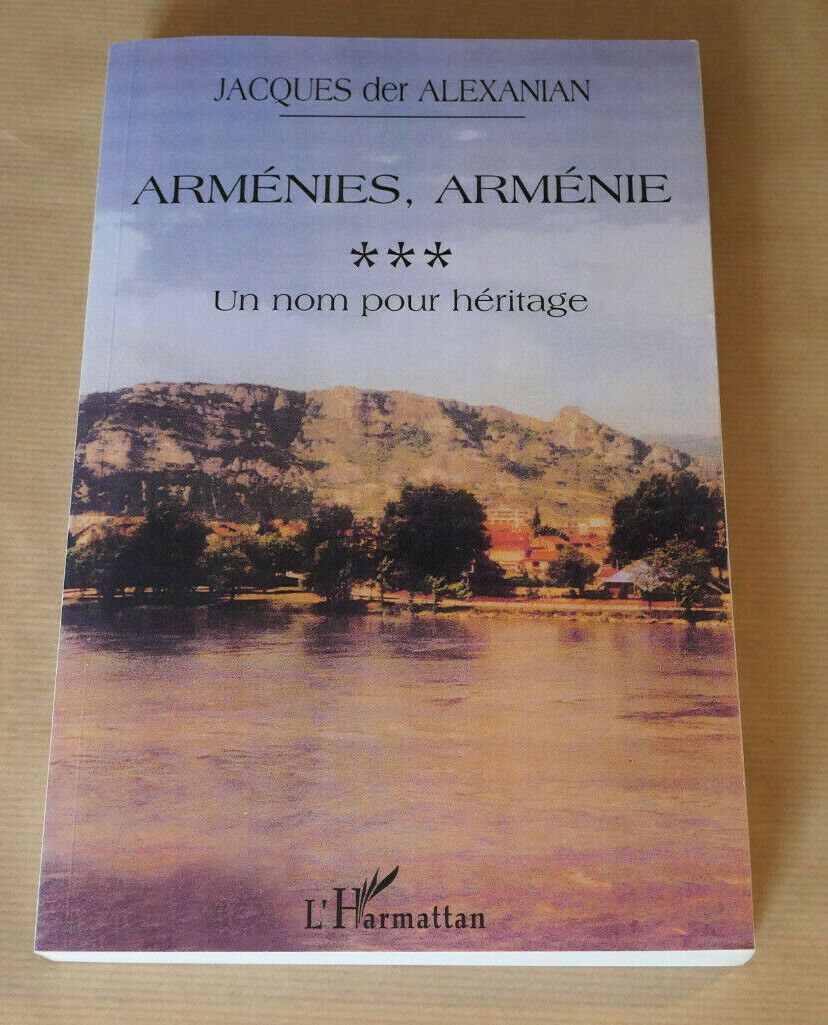 JACQUES der ALEXANIAN
ARMÉNIES, ARMÉNIE
***
Un nom pour héritage
L'Harmattan